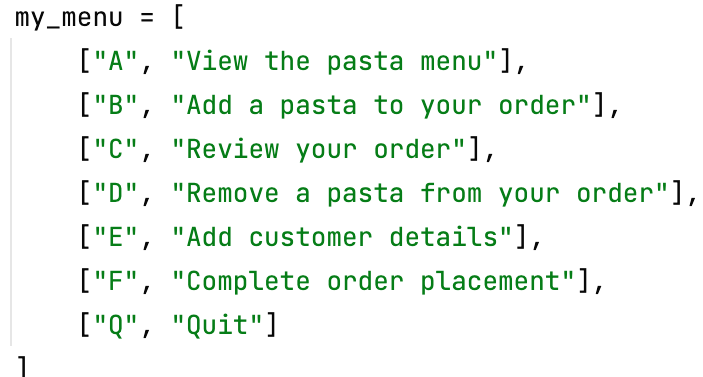 my_menu = [
    ["A", "View the pasta menu"],
    ["B", "Add a pasta to your order"],
    ["C", "Review your order"],
    ["D", "Remove a pasta from your order"],
    ["E", "Add customer details"],
    ["F", "Complete order placement"],
    ["Q", "Quit"]
]